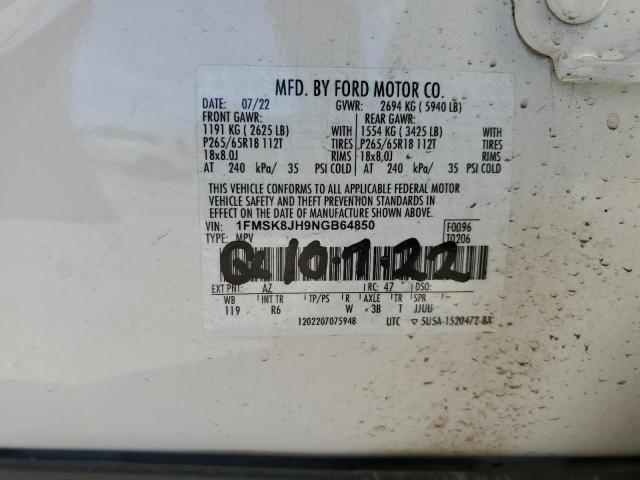 MFD. BY FORD MOTOR CO.
DATE: 07/22 GVWR: 2694 KG (5940 LB)
FRONT GAWR: REAR GAWR:
1191 KG (2625 LB) WITH 1554 KG (3425 LB) WITH
P265/65R18 112T TIRES P265/65R18 112T TIRES
18x8.0J RIMS 18x8.0J RIMS
AT 240 kPa/ 35 PSI COLD AT 240 kPa/ 35 PSI COLD
THIS VEHICLE CONFORMS TO ALL APPLICABLE FEDERAL MOTOR
VEHICLE SAFETY AND THEFT PREVENTION STANDARDS IN
EFFECT ON THE DATE OF MANUFACTURE SHOWN ABOVE.
VIN: 1FMSK8JH9NGB64850 F0096
TYPE: MPV T0206
10-7-22
EXT PNT: AZ RC: 47 DSO:
WB INT TR TP/PS R AXLE TR SPR
119 R6 W 3B T JJUU
1202207075948 UTC ▽ 5U5A-1520472-BA